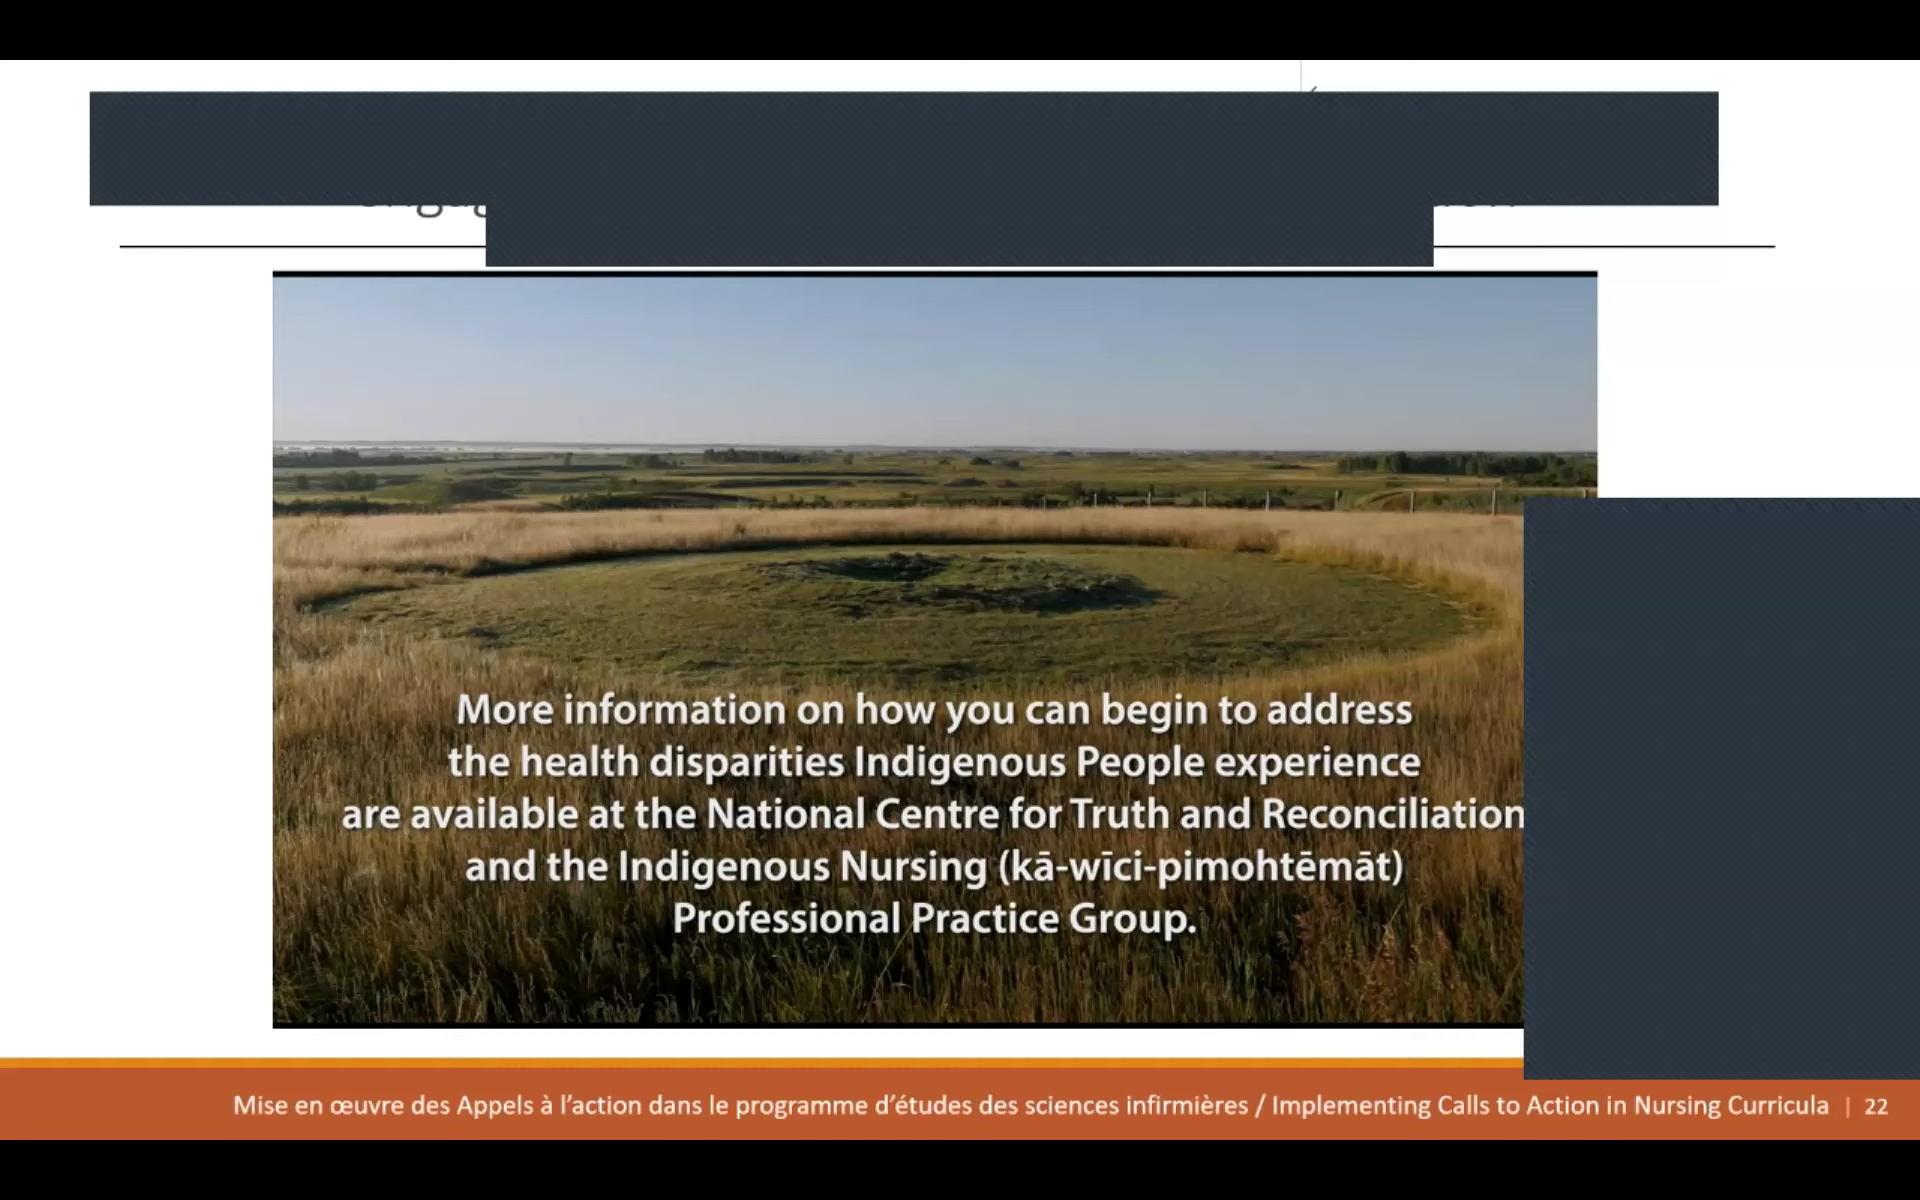 More information on how you can begin to address
the health disparities Indigenous People experience
are available at the National Centre for Truth and Reconciliation
and the Indigenous Nursing (kā-wīci-pimohtēmāt)
Professional Practice Group.
Mise en œuvre des Appels à l’action dans le programme d’études des sciences infirmières / Implementing Calls to Action in Nursing Curricula | 22